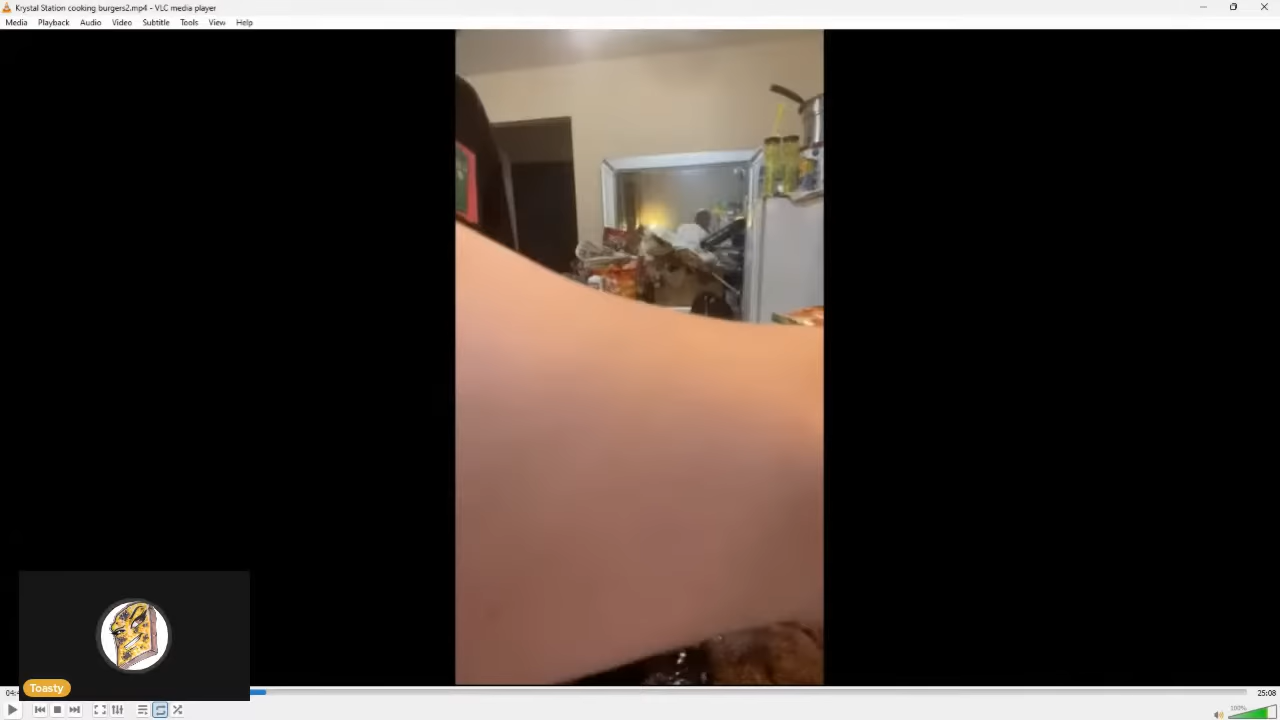 Krystal Station cooking burgers2.mp4 - VLC media player
Media Playback Audio Video Subtitle Tools View Help
Toasty
25:08
100%